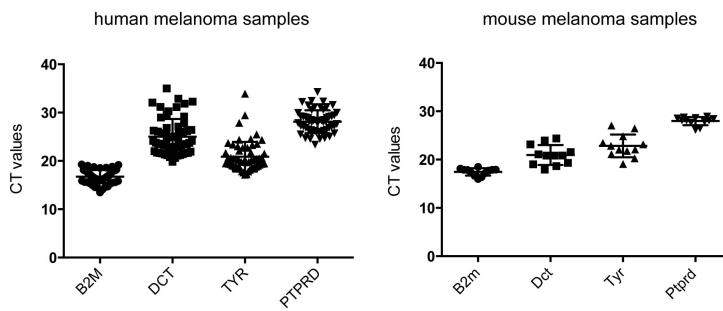 human melanoma samples
CT values
40
30
20
10
0
B2M
DCT
TYR
PTPRD
mouse melanoma samples
CT values
40
30
20
10
0
B2m
Dct
Tyr
Ptprd